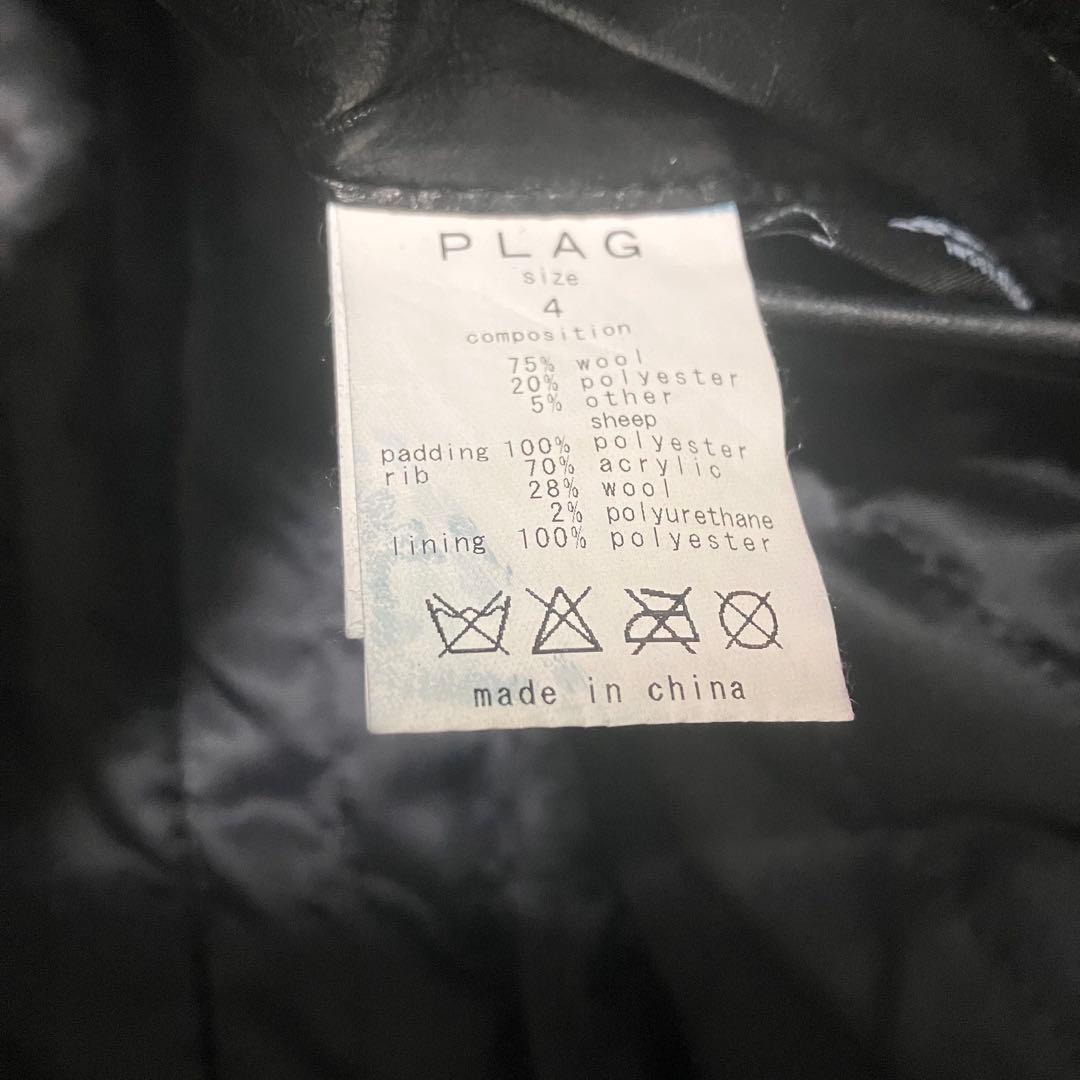 PLAG
size
4
composition
75% wool
20% polyester
5% other
sheep
padding 100% polyester
rib 70% acrylic
28% wool
2% polyurethane
lining 100% polyester
made in china